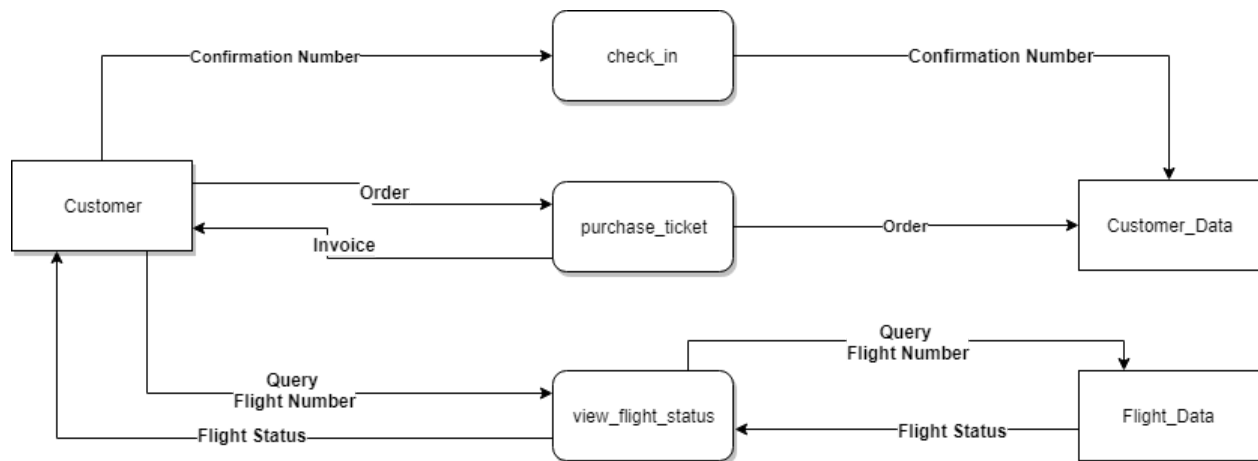 Confirmation Number
check_in
Confirmation Number
Customer
Order
Invoice
purchase_ticket
Order
Customer_Data
Query
Flight Number
Query
Flight Number
view_flight_status
Flight_Data
Flight Status
Flight Status